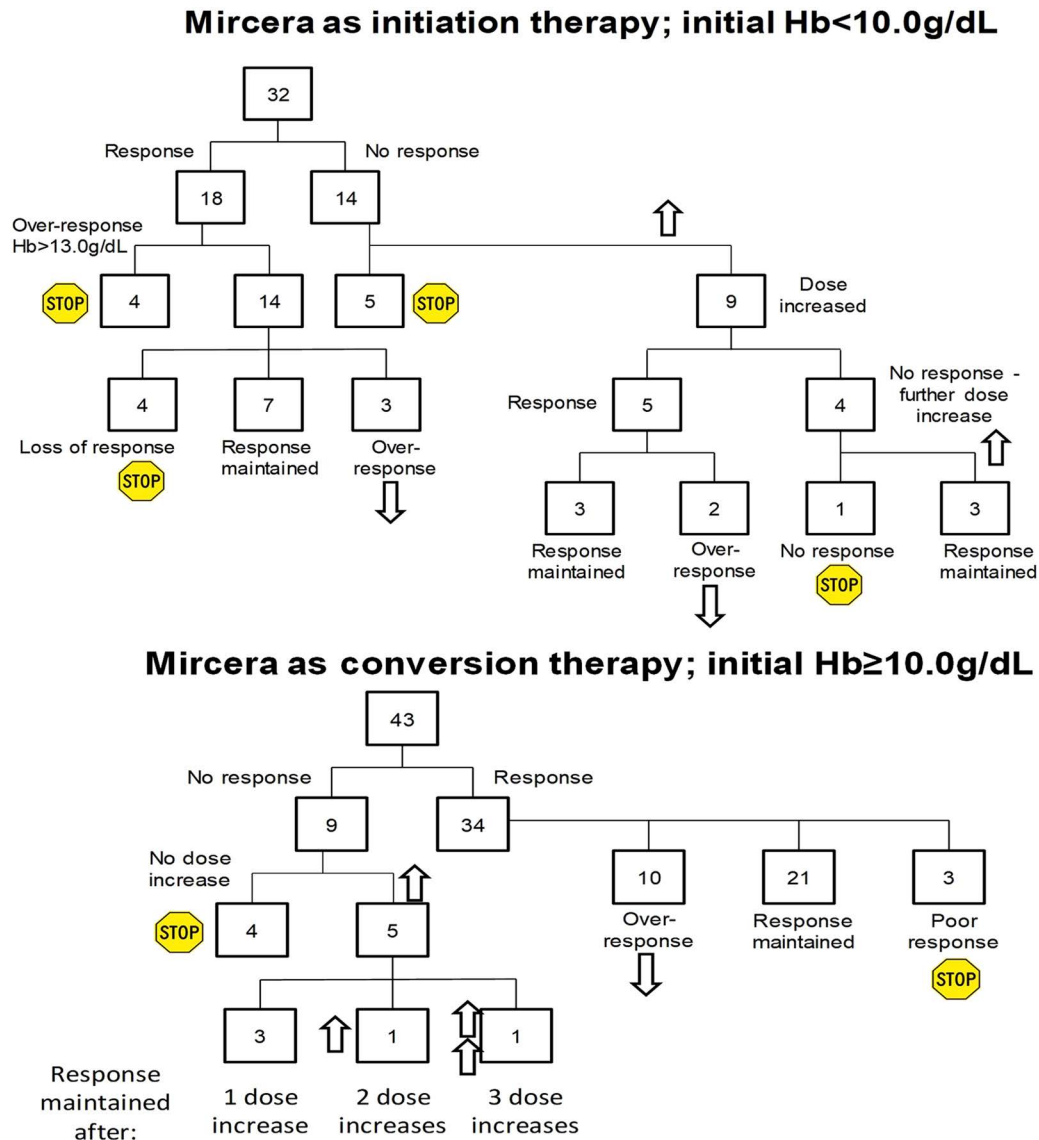 Mircera as initiation therapy; initial Hb<10.0g/dL
32
Response
No response
18
14
Over-response
Hb>13.0g/dL
STOP
4
14
5
STOP
9
Dose
increased
4
7
3
Loss of response
STOP
Response
maintained
Over-
response
Response
5
4
No response -
further dose
increase
3
2
1
3
Response
maintained
Over-
response
No response
STOP
Response
maintained
Mircera as conversion therapy; initial Hb≥10.0g/dL
43
No response
Response
9
34
No dose
increase
STOP
4
5
10
21
3
Over-
response
Response
maintained
Poor
response
STOP
3
1
1
Response
maintained
after:
1 dose
increase
2 dose
increases
3 dose
increases